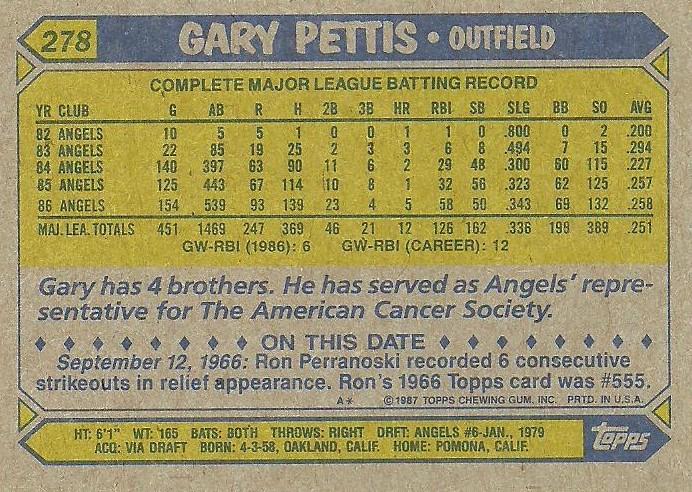 278 GARY PETTIS • OUTFIELD
COMPLETE MAJOR LEAGUE BATTING RECORD
YR CLUB G AB R H 2B 3B HR RBI SB SLG BB SO AVG
82 ANGELS 10 5 5 1 0 0 1 1 0 .800 0 2 .200
83 ANGELS 22 85 19 25 2 3 3 6 8 .494 7 15 .294
84 ANGELS 140 397 63 90 11 6 2 29 48 .300 60 115 .227
85 ANGELS 125 443 67 114 10 8 1 32 56 .323 62 125 .257
86 ANGELS 154 539 93 139 23 4 5 58 50 .343 69 132 .258
MAJ. LEA. TOTALS 451 1469 247 369 46 21 12 126 162 .336 198 389 .251
GW-RBI (1986): 6 GW-RBI (CAREER): 12
Gary has 4 brothers. He has served as Angels' repre-
sentative for The American Cancer Society.
♦ ♦ ♦ ♦ ♦ ♦ ♦ ♦ ON THIS DATE ♦ ♦ ♦ ♦ ♦ ♦ ♦ ♦
September 12, 1966: Ron Perranoski recorded 6 consecutive
strikeouts in relief appearance. Ron's 1966 Topps card was #555.
A* ©1987 TOPPS CHEWING GUM, INC. PRTD. IN U.S.A.
HT: 6'1" WT: 165 BATS: BOTH THROWS: RIGHT DRFT: ANGELS #6-JAN., 1979
ACQ: VIA DRAFT BORN: 4-3-58, OAKLAND, CALIF. HOME: POMONA, CALIF.
topps